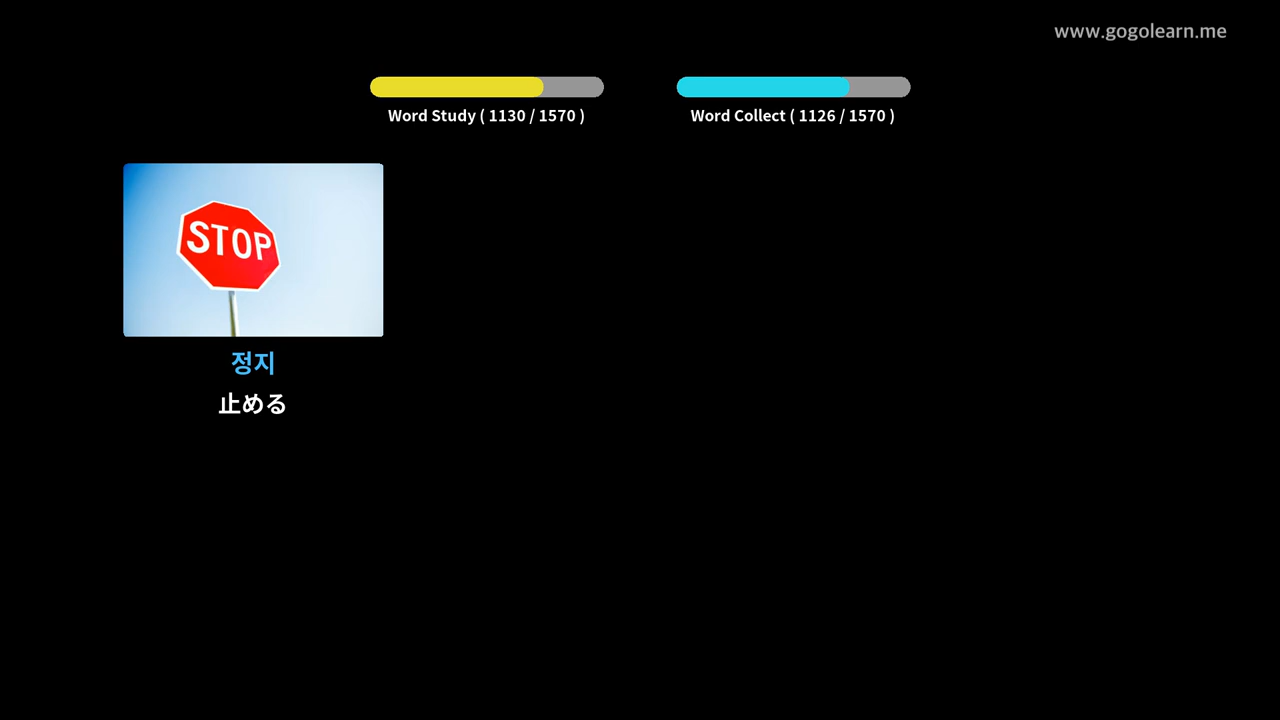 www.gogolearn.me
Word Study ( 1130 / 1570 )
Word Collect ( 1126 / 1570 )
STOP
정지
止める